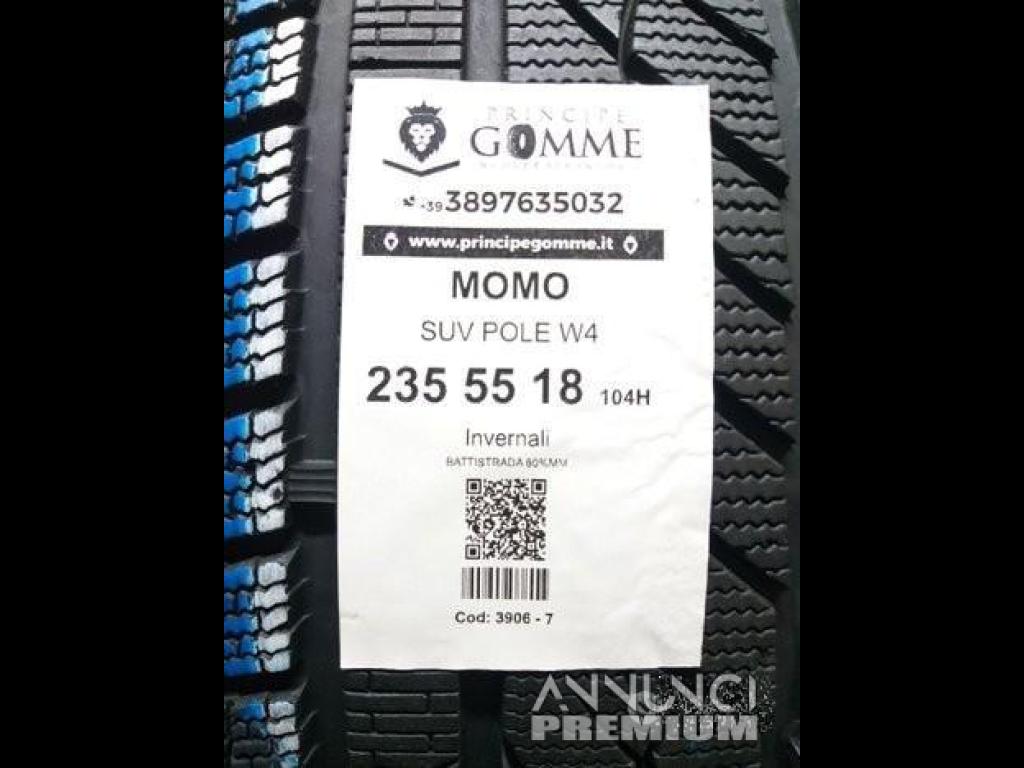 PRINCIPE
GOMME
+39 3897635032
www.principegomme.it
MOMO
SUV POLE W4
235 55 18 104H
Invernali
BATTISTRADA 80%MM
Cod: 3906 - 7
ANNUNCI
PREMIUM